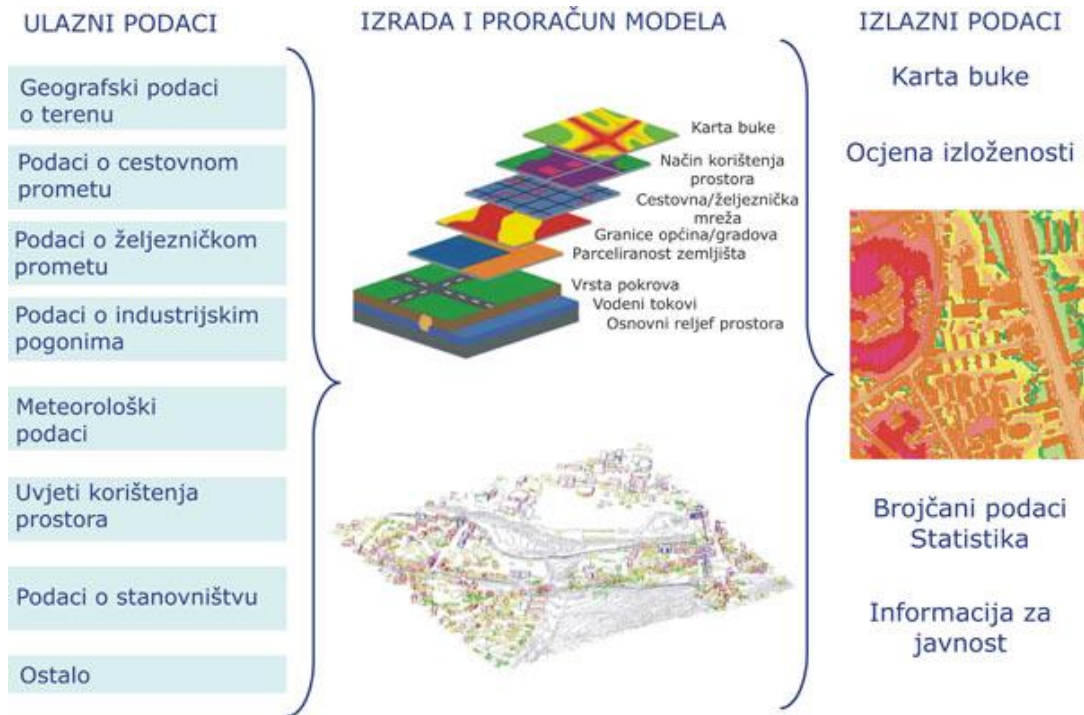 ULAZNI PODACI
Geografski podaci
o terenu
Podaci o cestovnom
prometu
Podaci o željezničkom
prometu
Podaci o industrijskim
pogonima
Meteorološki
podaci
Uvjeti korištenja
prostora
Podaci o stanovništvu
Ostalo
IZRADA I PRORAČUN MODELA
Karta buke
Način korištenja
prostora
Cestovna/željeznička
mreža
Granice općina/gradova
Parceliranost zemljišta
Vrsta pokrova
Vodeni tokovi
Osnovni reljef prostora
IZLAZNI PODACI
Karta buke
Ocjena izloženosti
Brojčani podaci
Statistika
Informacija za
javnost